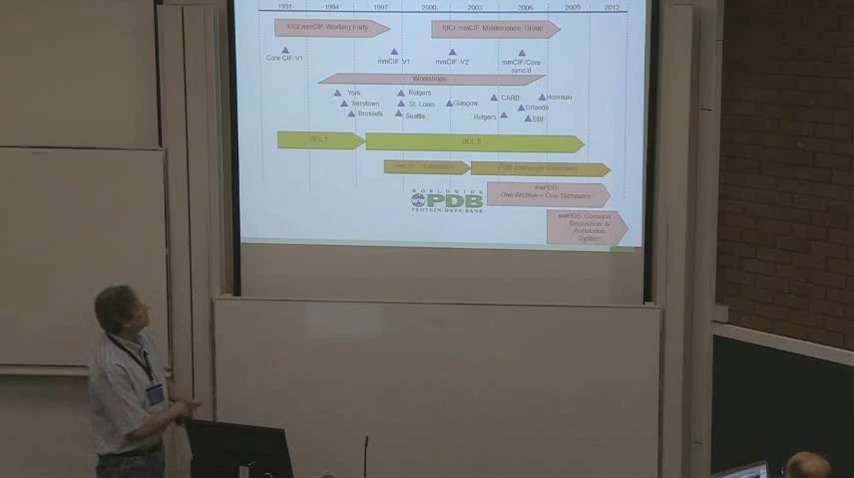 1991 1994 1997 2000 2003 2006 2009 2012
IUCr mmCIF Working Party
IUCr mmCIF Maintenance Group
Core CIF V1
mmCIF V1
mmCIF V2
mmCIF/Core
sync'd
Workshops
York
Tarrytown
Brussels
Rutgers
St. Louis
Seattle
Glasgow
CARB
Rutgers
Honolulu
Orlando
EBI
DDL 1
DDL 2
PDB Exchange Dictionary
WORLDWIDE
PDB
PROTEIN DATA BANK
wwPDB
One Archive – One Dictionary
wwPDB Common
Deposition &
Annotation
System